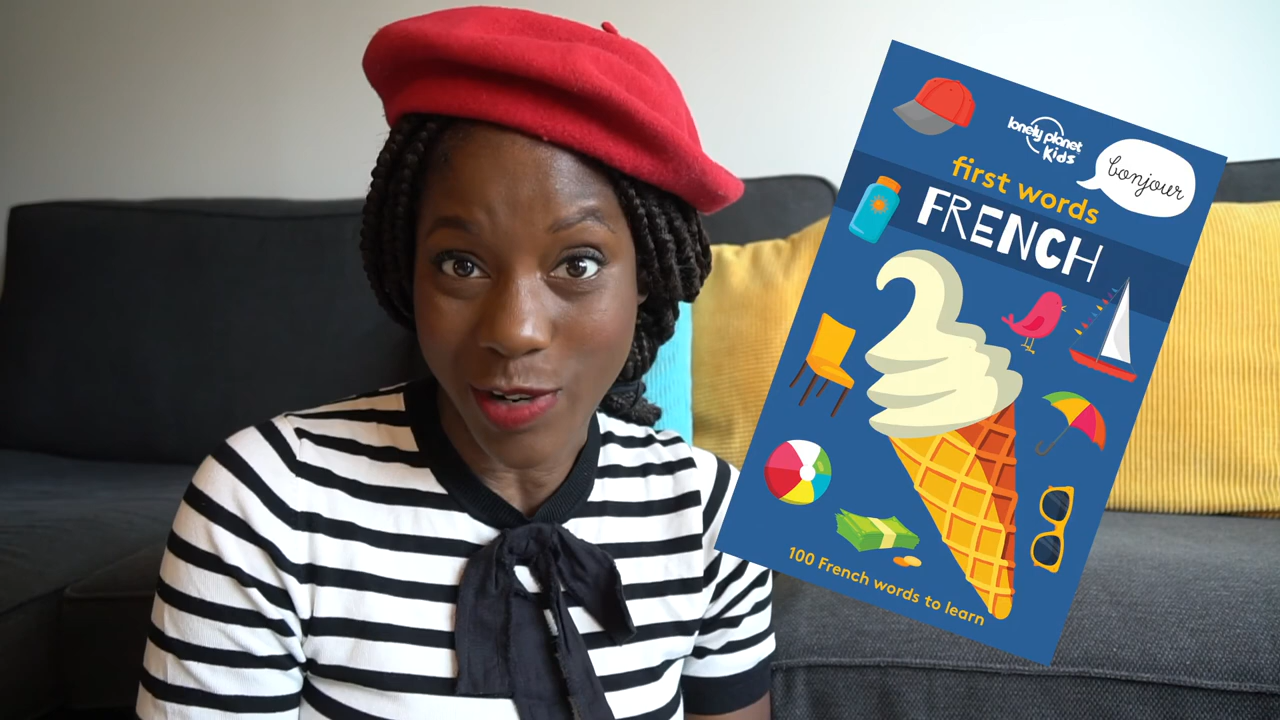 lonely planet
kids
bonjour
first words
FRENCH
100 French words to learn